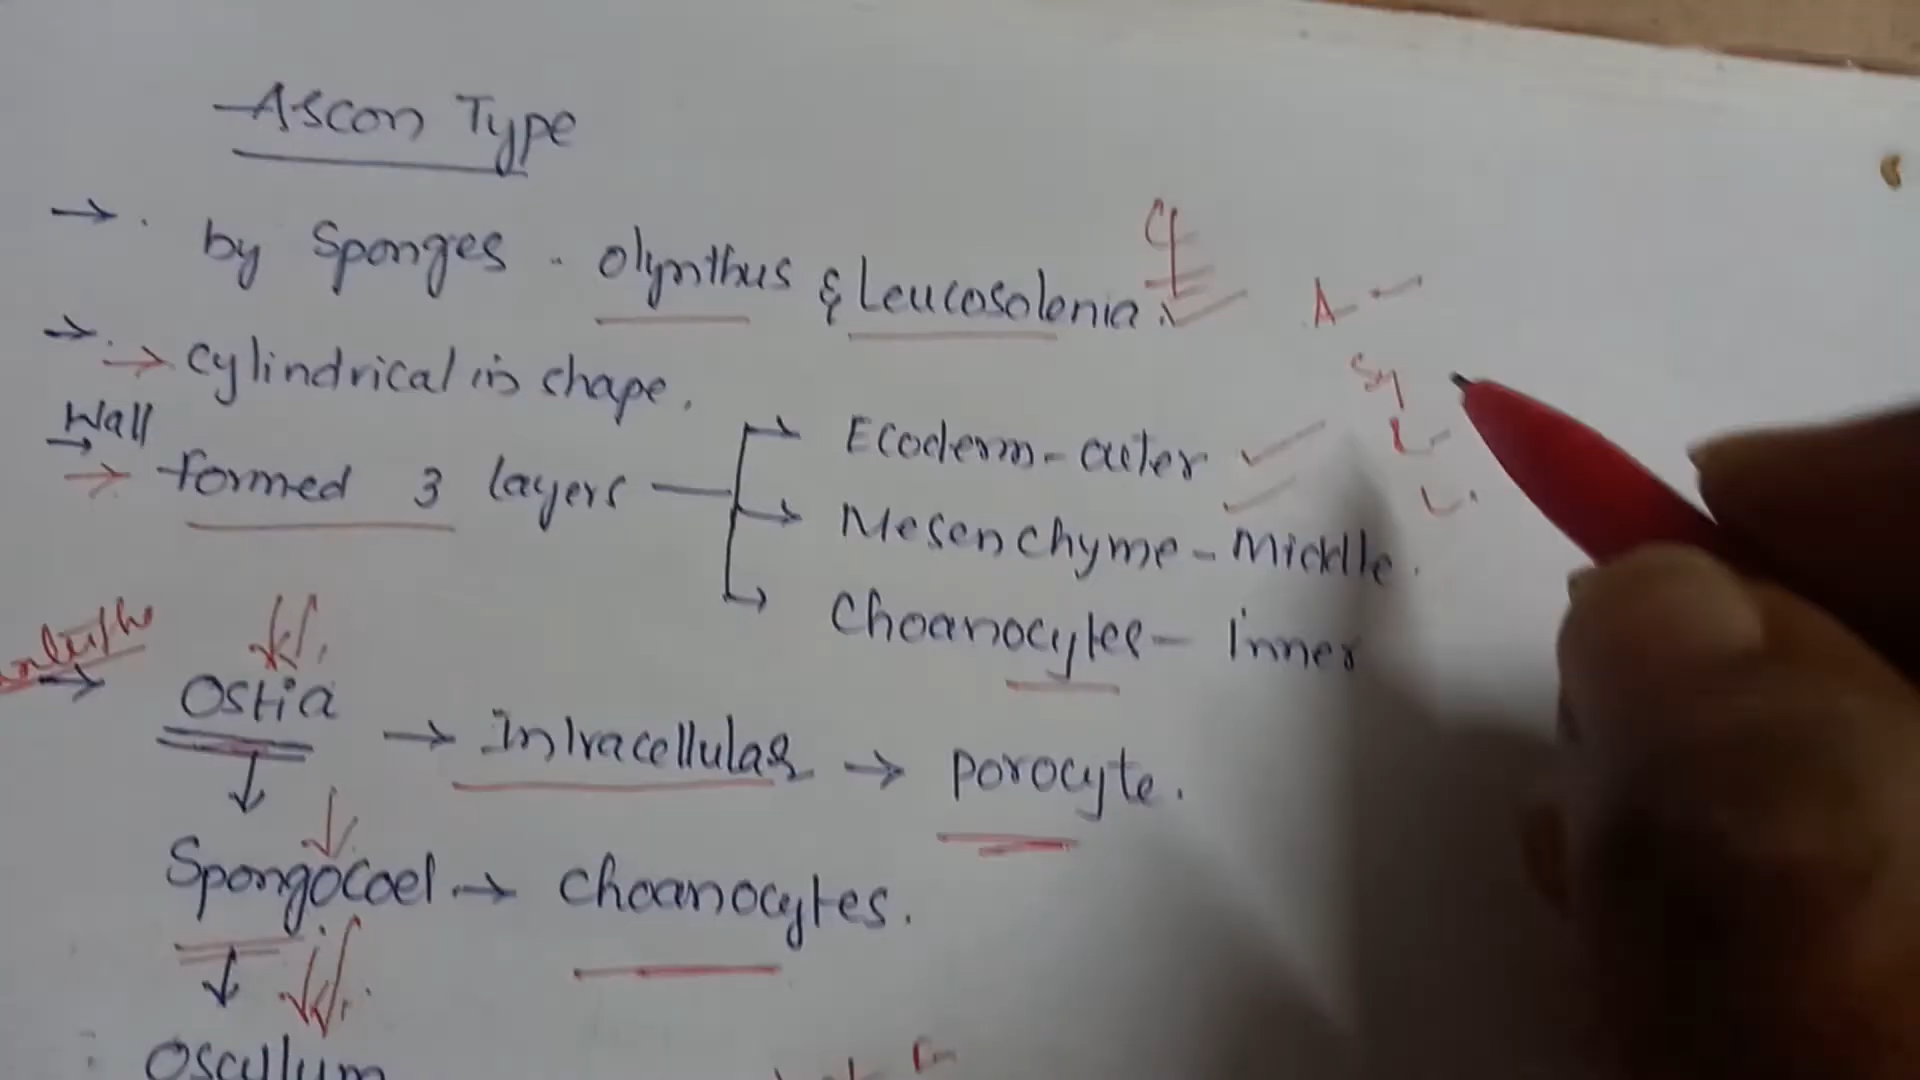 Ascon Type
→ by Sponges. Olynthus & Leucosolenia.
A
→ Cylindrical in shape.
Sy
L
L.
Wall
→ formed 3 layers → Ecoderm - outer
→ Mesenchyme - Middle.
→ Choanocytes - Inner
→ Ostia → Intracellular → Porocyte.
↓
Spongocoel → Choanocytes.
↓
Osculum